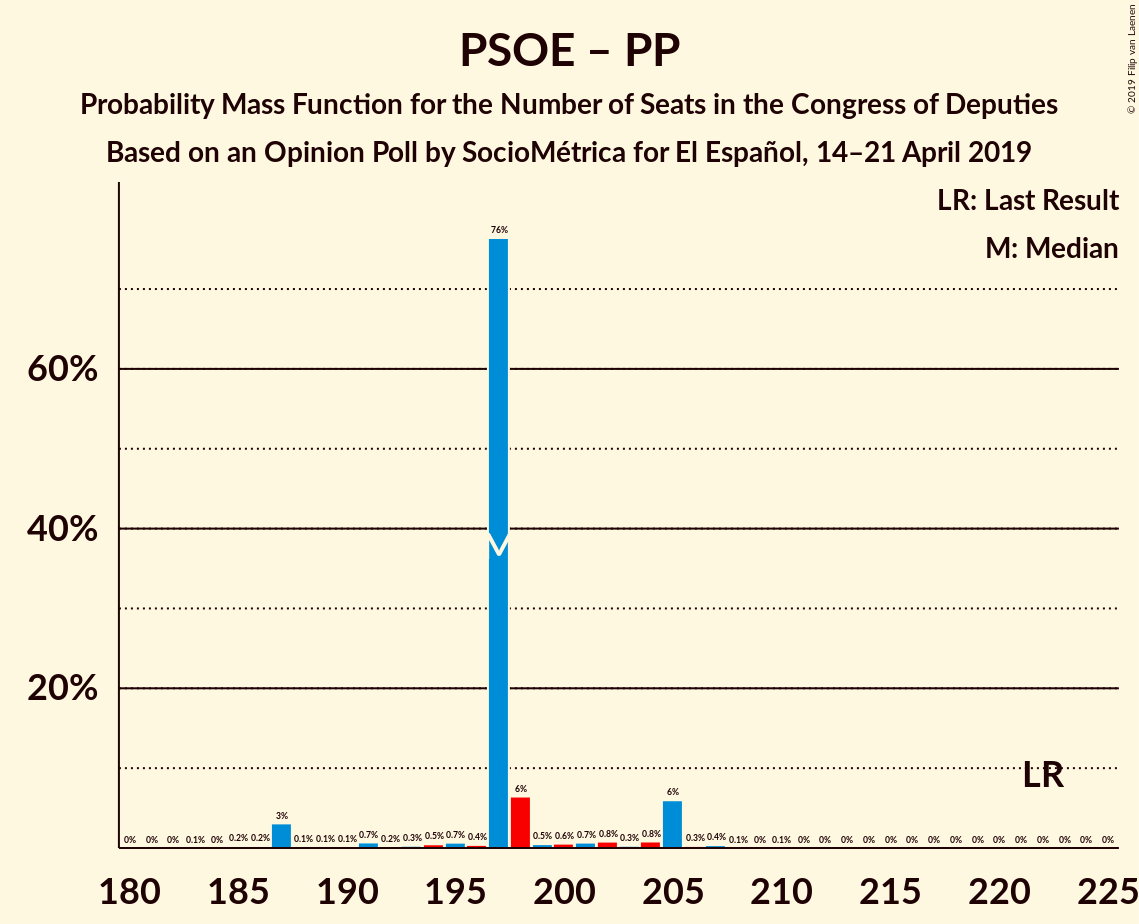 PSOE – PP
Probability Mass Function for the Number of Seats in the Congress of Deputies
Based on an Opinion Poll by SocioMétrica for El Español, 14–21 April 2019
© 2019 Filip van Laenen
LR: Last Result
M: Median
76%
60%
40%
20%
LR
0% 0% 0% 0.1% 0% 0.2% 0.2% 3% 0.1% 0.1% 0.1% 0.7% 0.2% 0.3% 0.5% 0.7% 0.4% 6% 0.5% 0.6% 0.7% 0.8% 0.3% 0.8% 6% 0.3% 0.4% 0.1% 0% 0.1% 0% 0% 0% 0% 0% 0% 0% 0% 0% 0% 0% 0% 0% 0% 0%
180 185 190 195 200 205 210 215 220 225